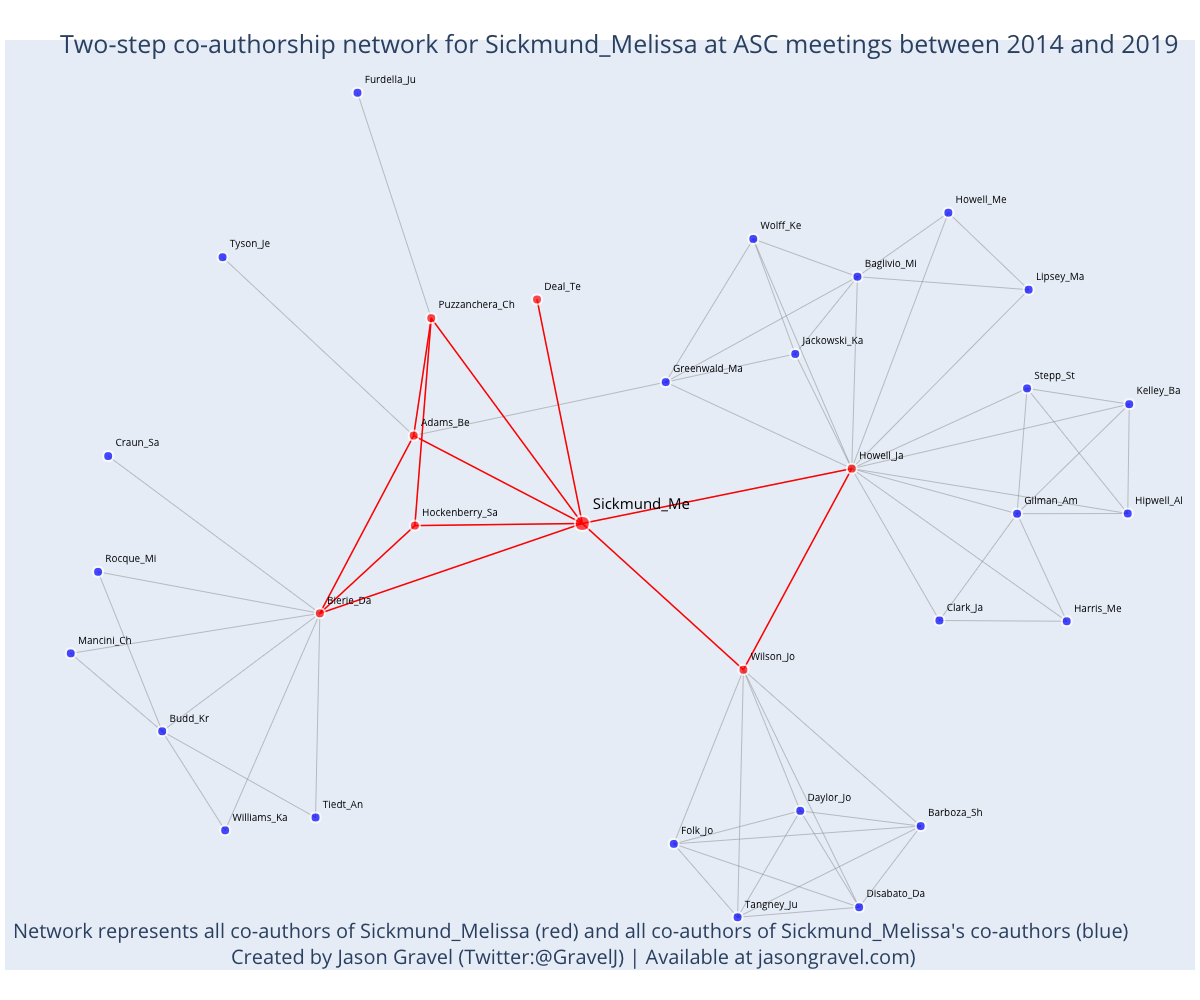 Two-step co-authorship network for Sickmund_Melissa at ASC meetings between 2014 and 2019
Furdella_Ju
Howell_Me
Wolff_Ke
Tyson_Je
Baglivio_Mi
Lipsey_Ma
Deal_Te
Puzzanchera_Ch
Jackowski_Ka
Greenwald_Ma
Stepp_St
Kelley_Ba
Adams_Be
Craun_Sa
Howell_Ja
Sickmund_Me
Gilman_Am
Hipwell_Al
Hockenberry_Sa
Rocque_Mi
Blerie_Da
Clark_Ja
Harris_Me
Mancini_Ch
Wilson_Jo
Budd_Kr
Daylor_Jo
Tiedt_An
Barboza_Sh
Williams_Ka
Folk_Jo
Disabato_Da
Tangney_Ju
Network represents all co-authors of Sickmund_Melissa (red) and all co-authors of Sickmund_Melissa's co-authors (blue)
Created by Jason Gravel (Twitter:@GravelJ) | Available at jasongravel.com)